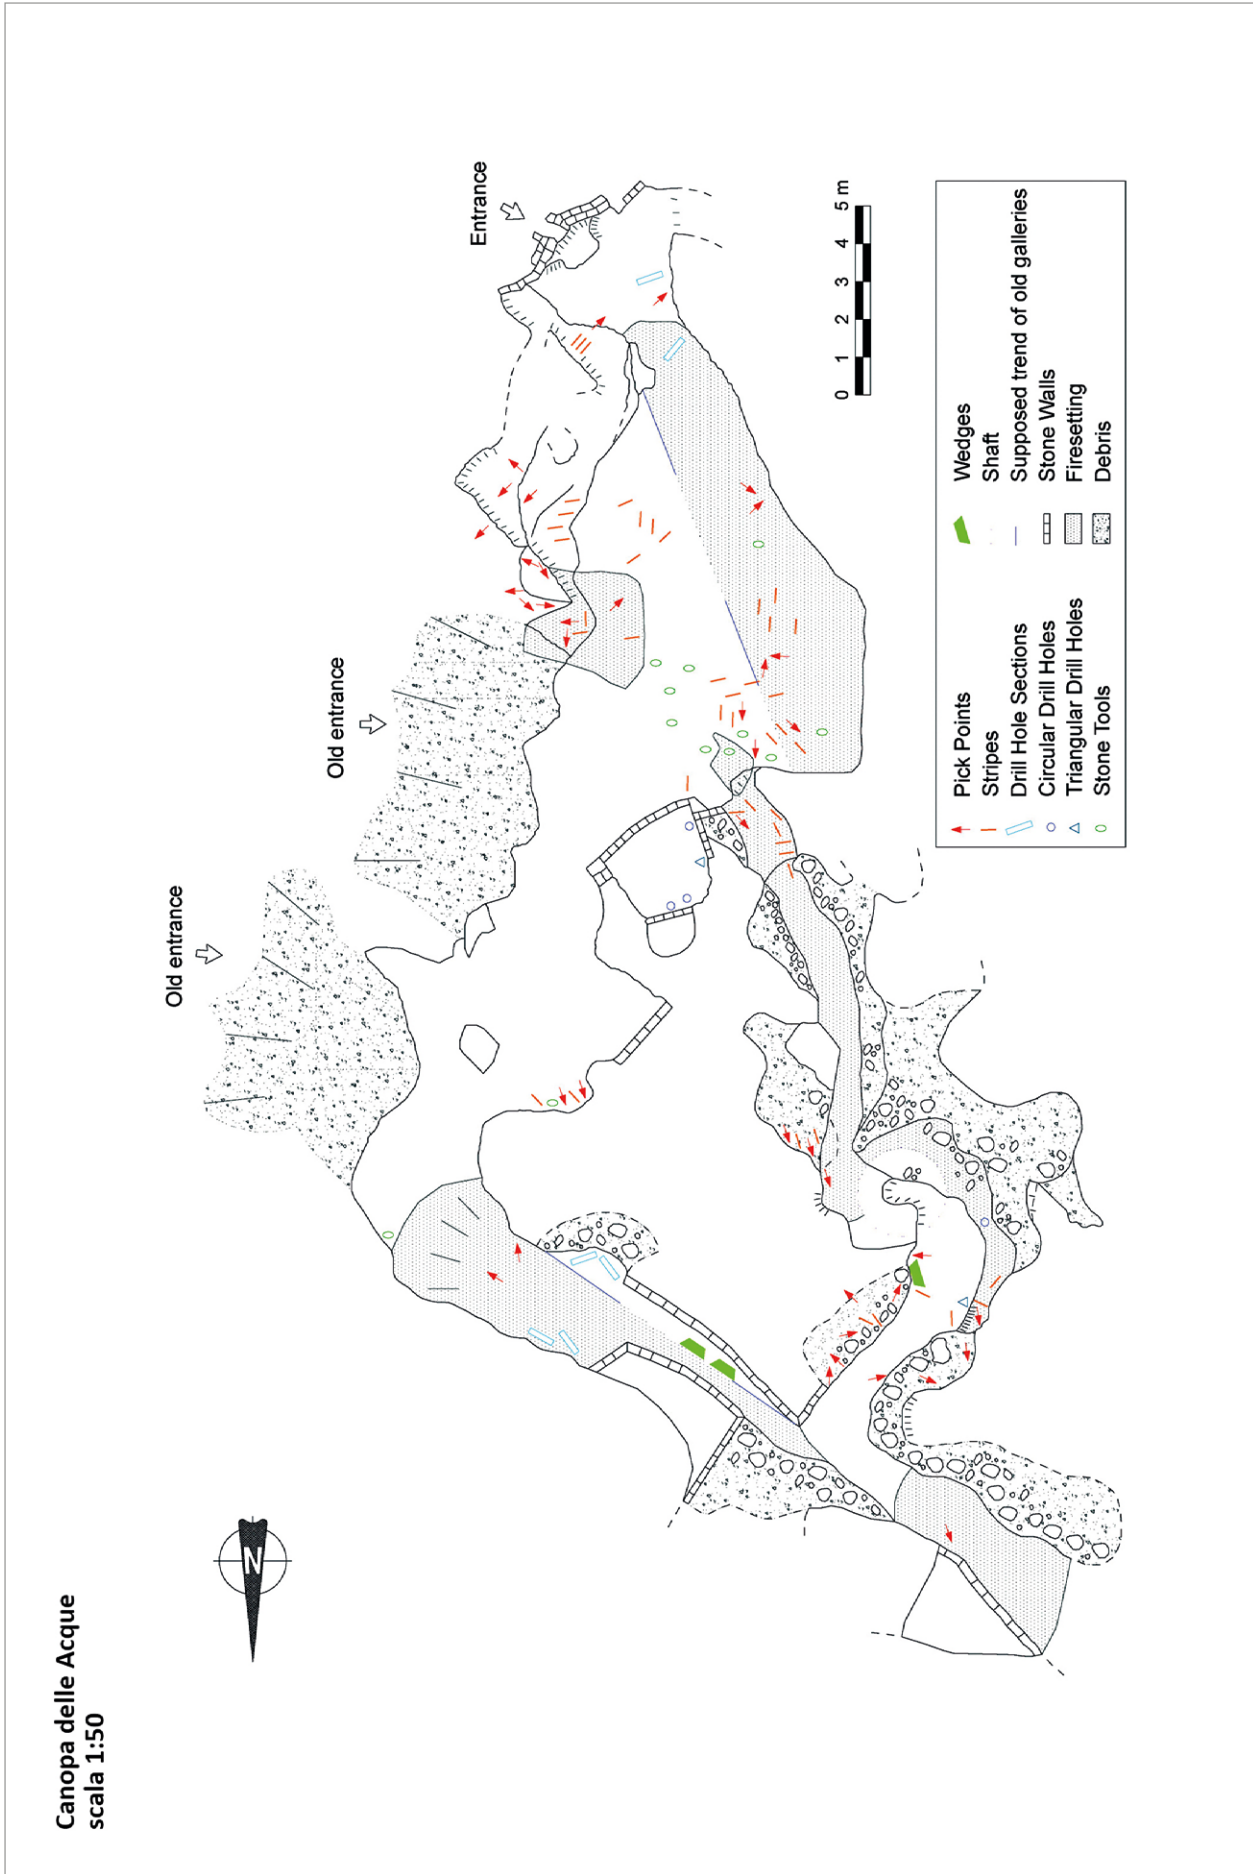 Canopa delle Acque
scala 1:50
N
Old entrance
Old entrance
Entrance
0 1 2 3 4 5 m
Pick Points
Stripes
Drill Hole Sections
Circular Drill Holes
Triangular Drill Holes
Stone Tools
Wedges
Shaft
Supposed trend of old galleries
Stone Walls
Firesetting
Debris